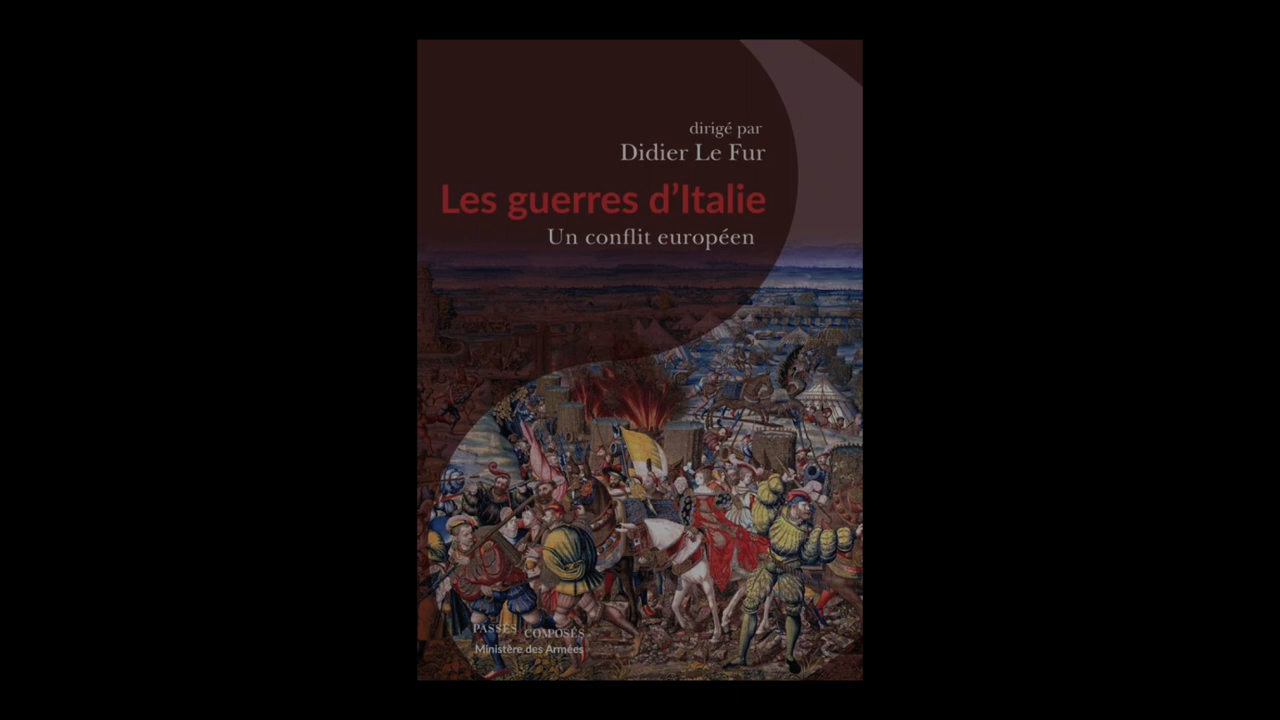 dirigé par
Didier Le Fur
Les guerres d’Italie
Un conflit européen
PASSÉS COMPOSÉS
Ministère des Armées